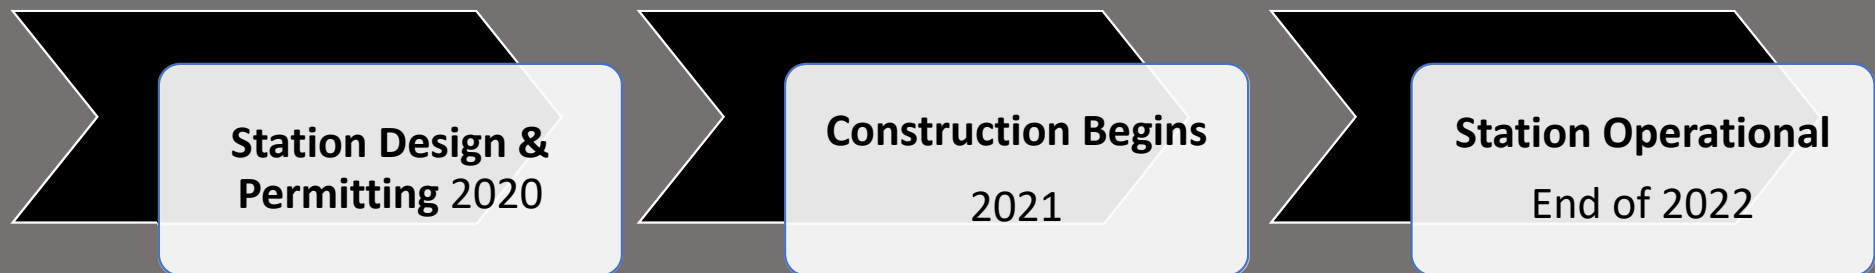 Station Design &
Permitting 2020
Construction Begins
2021
Station Operational
End of 2022